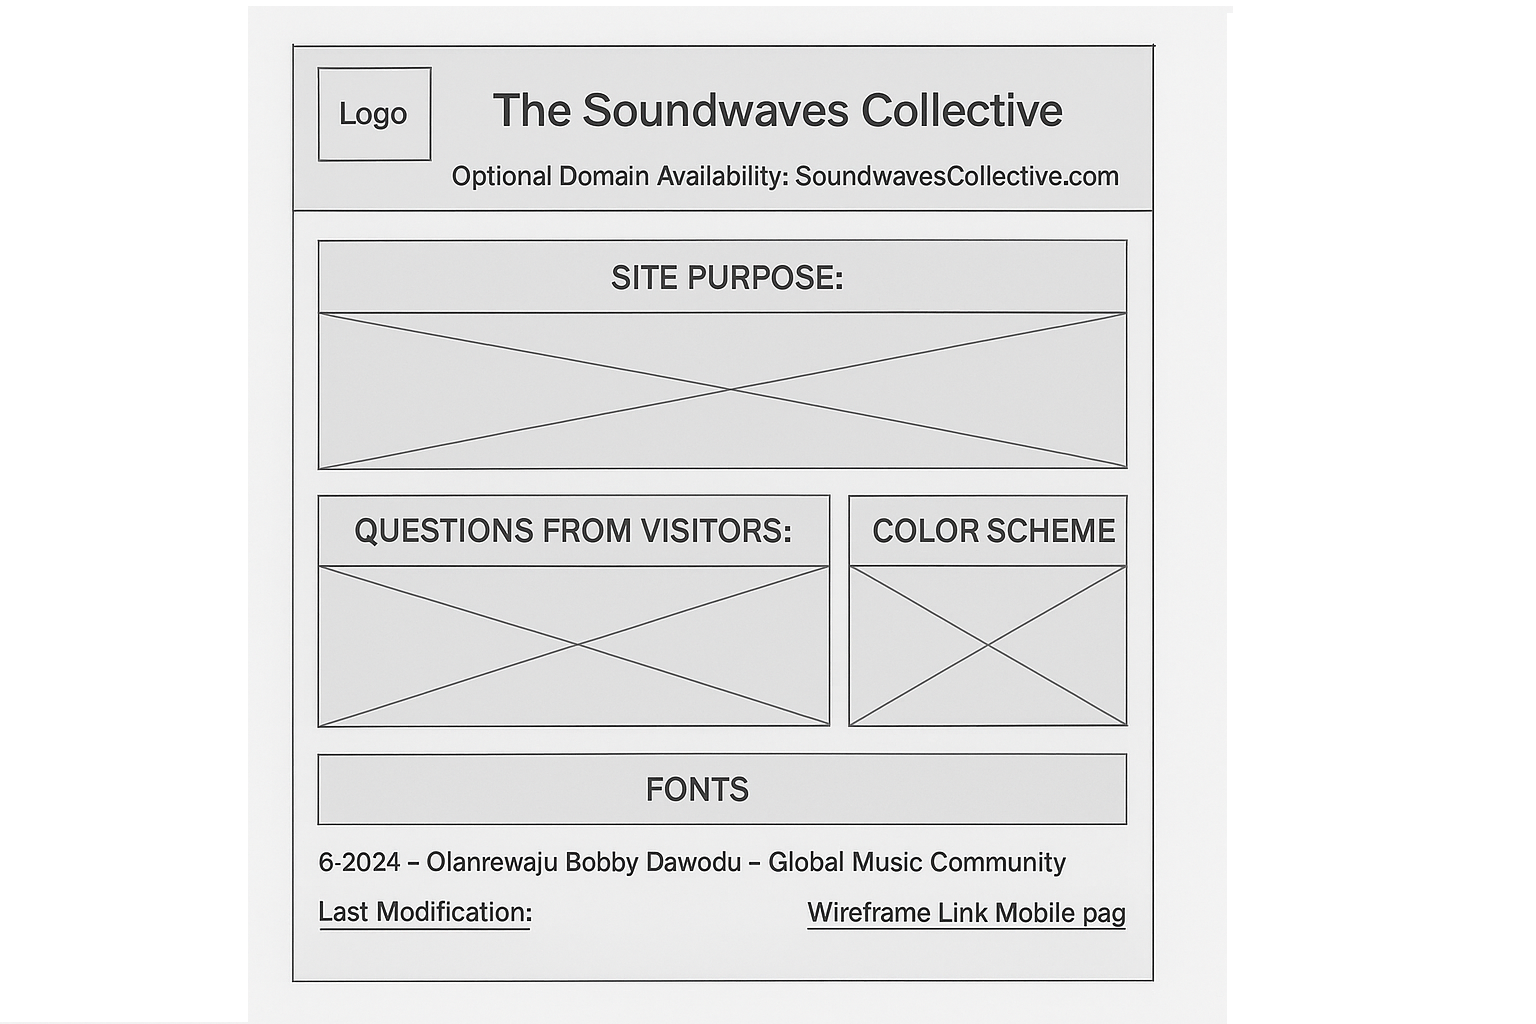 Logo
The Soundwaves Collective
Optional Domain Availability: SoundwavesCollective.com
SITE PURPOSE:
QUESTIONS FROM VISITORS:
COLOR SCHEME
FONTS
6-2024 – Olanrewaju Bobby Dawodu – Global Music Community
Last Modification:
Wireframe Link Mobile pag